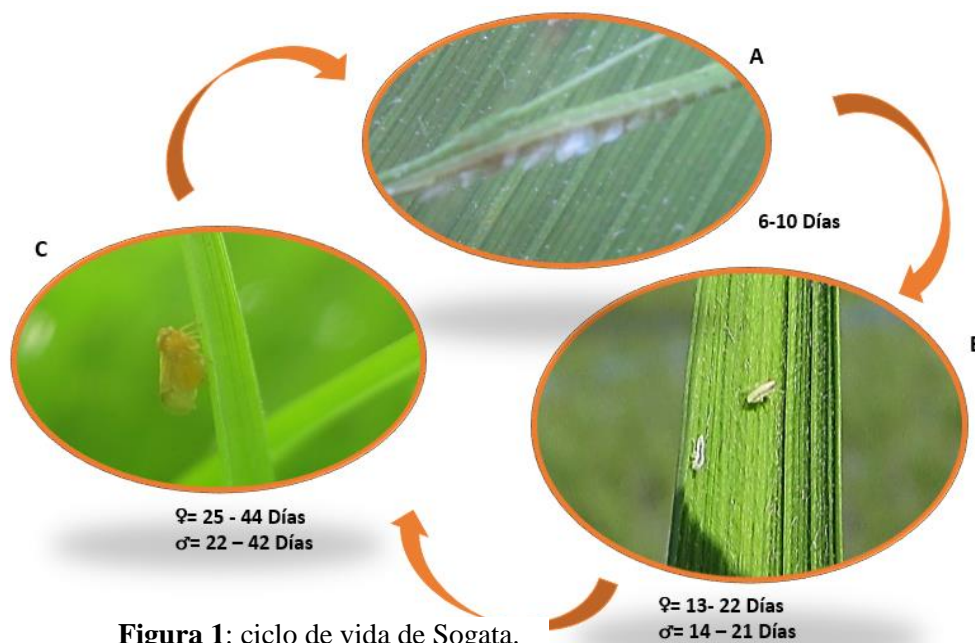 A
6-10 Días
C
B
♀= 25 - 44 Días
♂= 22 – 42 Días
♀= 13- 22 Días
♂= 14 – 21 Días
Figura 1: ciclo de vida de Sogata.